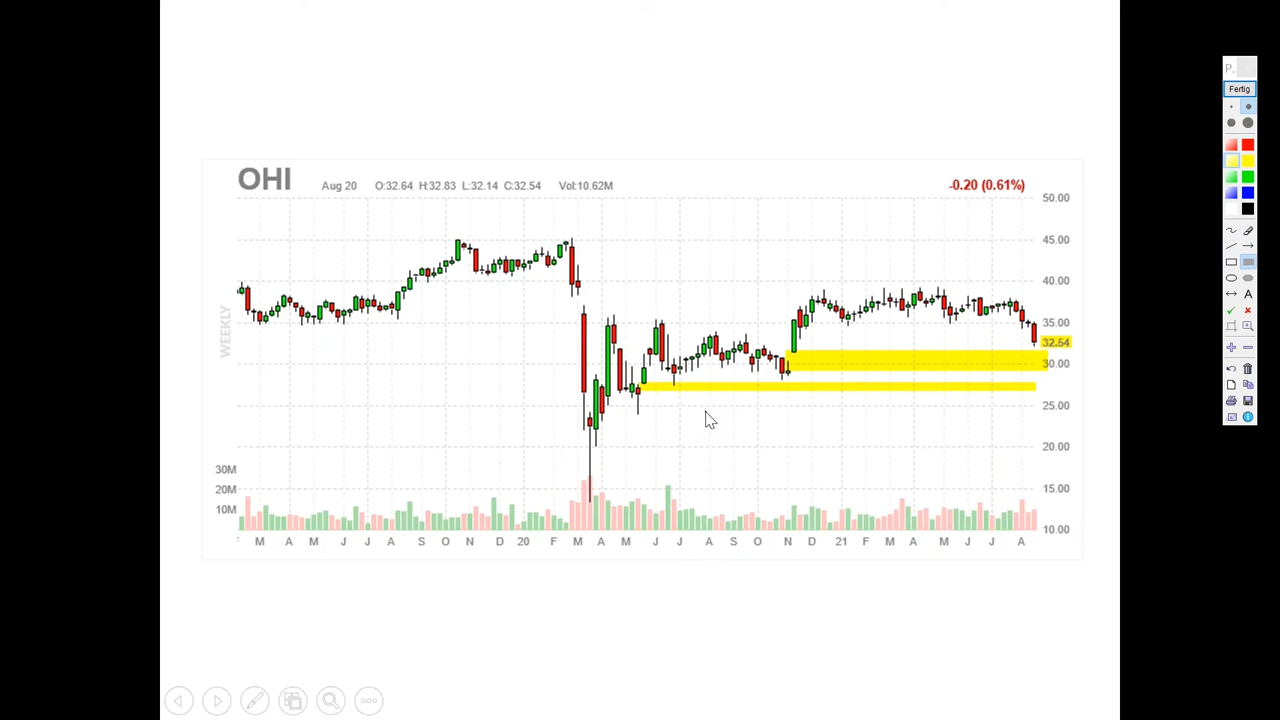 P..
Fertig
OHI Aug 20 O:32.64 H:32.83 L:32.14 C:32.54 Vol:10.62M -0.20 (0.61%)
50.00
45.00
40.00
35.00
32.54
30.00
25.00
20.00
15.00
10.00
WEEKLY
30M
20M
10M
: M A M J J A S O N D 20 F M A M J J A S O N D 21 F M A M J J A
A